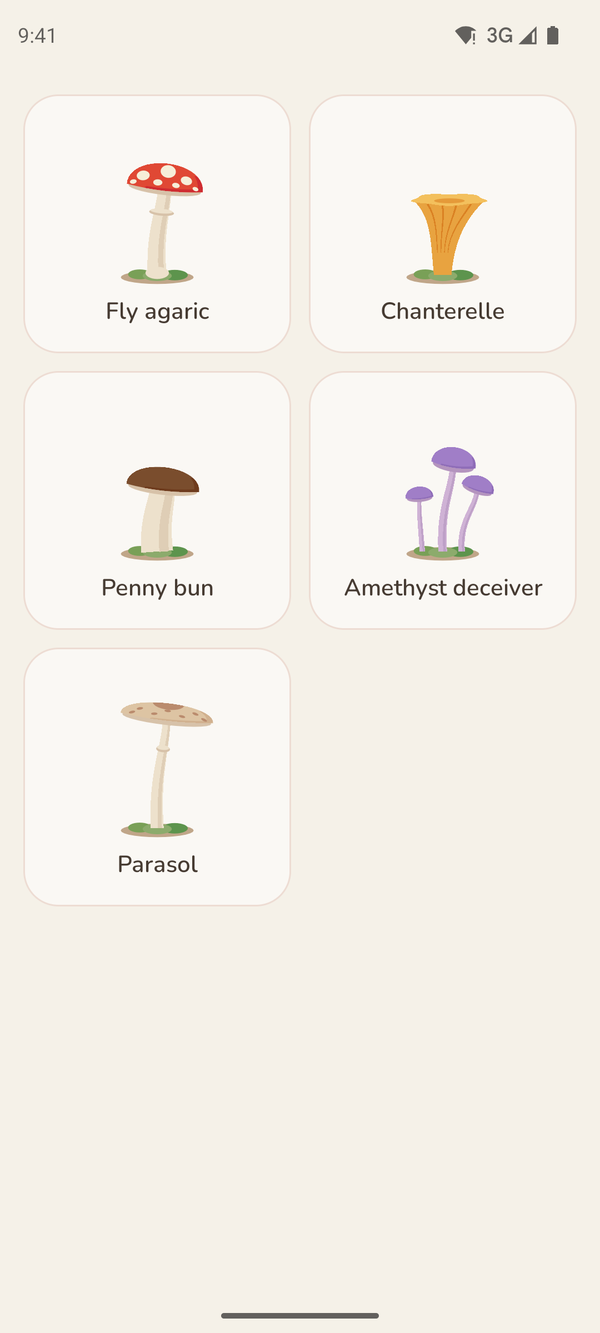 9:41
3G
Fly agaric
Chanterelle
Penny bun
Amethyst deceiver
Parasol